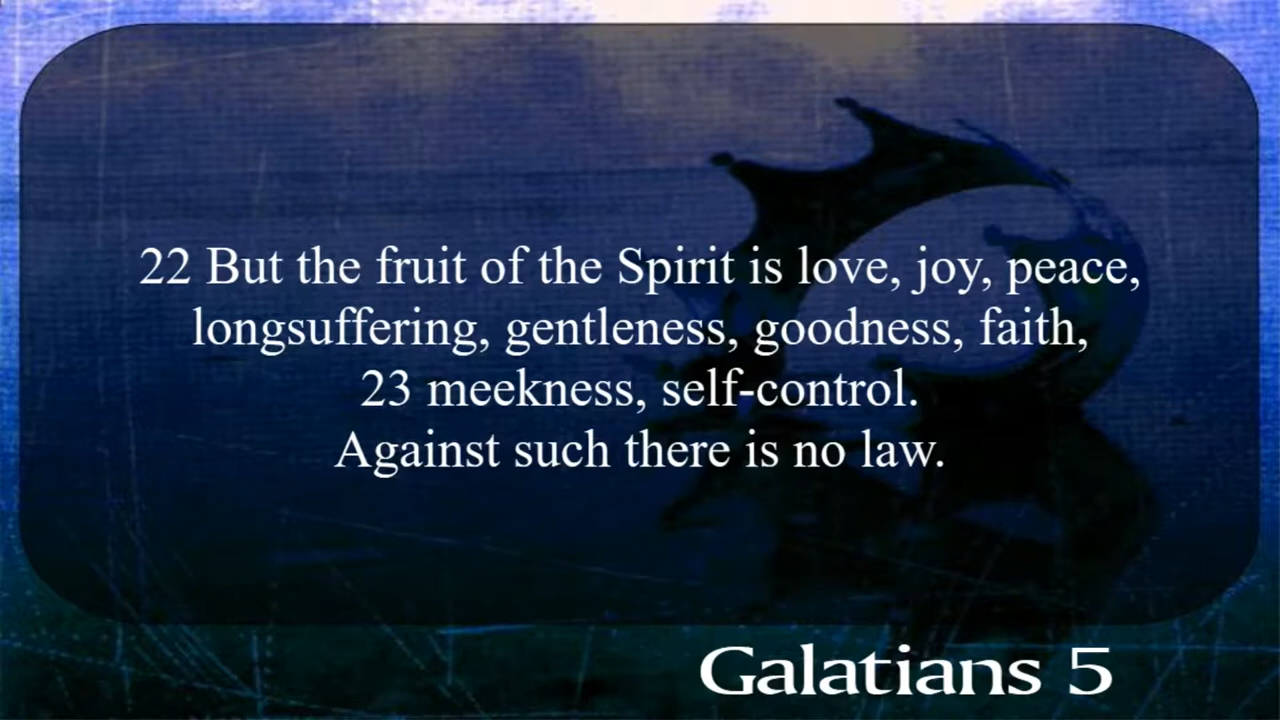 22 But the fruit of the Spirit is love, joy, peace,
longsuffering, gentleness, goodness, faith,
23 meekness, self-control.
Against such there is no law.
Galatians 5